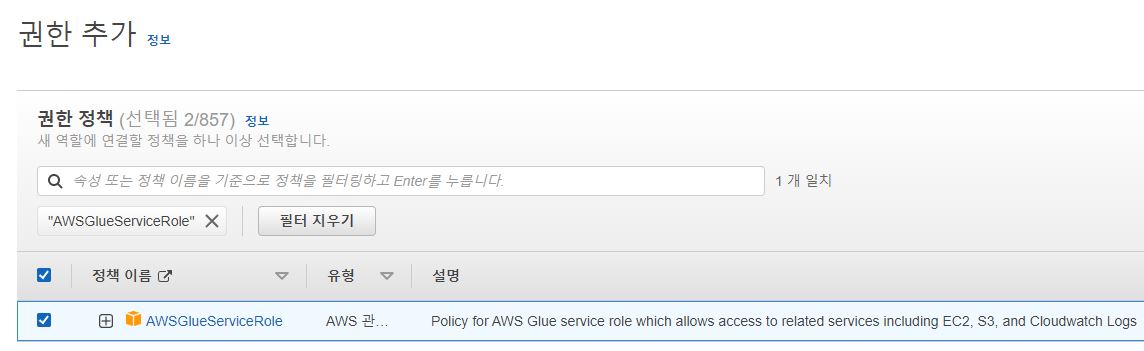 권한 추가 정보
권한 정책 (선택됨 2/857) 정보
새 역할에 연결할 정책을 하나 이상 선택합니다.
속성 또는 정책 이름을 기준으로 정책을 필터링하고 Enter를 누릅니다.
1 개 일치
"AWSGlueServiceRole"
필터 지우기
정책 이름 유형 설명
AWSGlueServiceRole AWS 관... Policy for AWS Glue service role which allows access to related services including EC2, S3, and Cloudwatch Logs